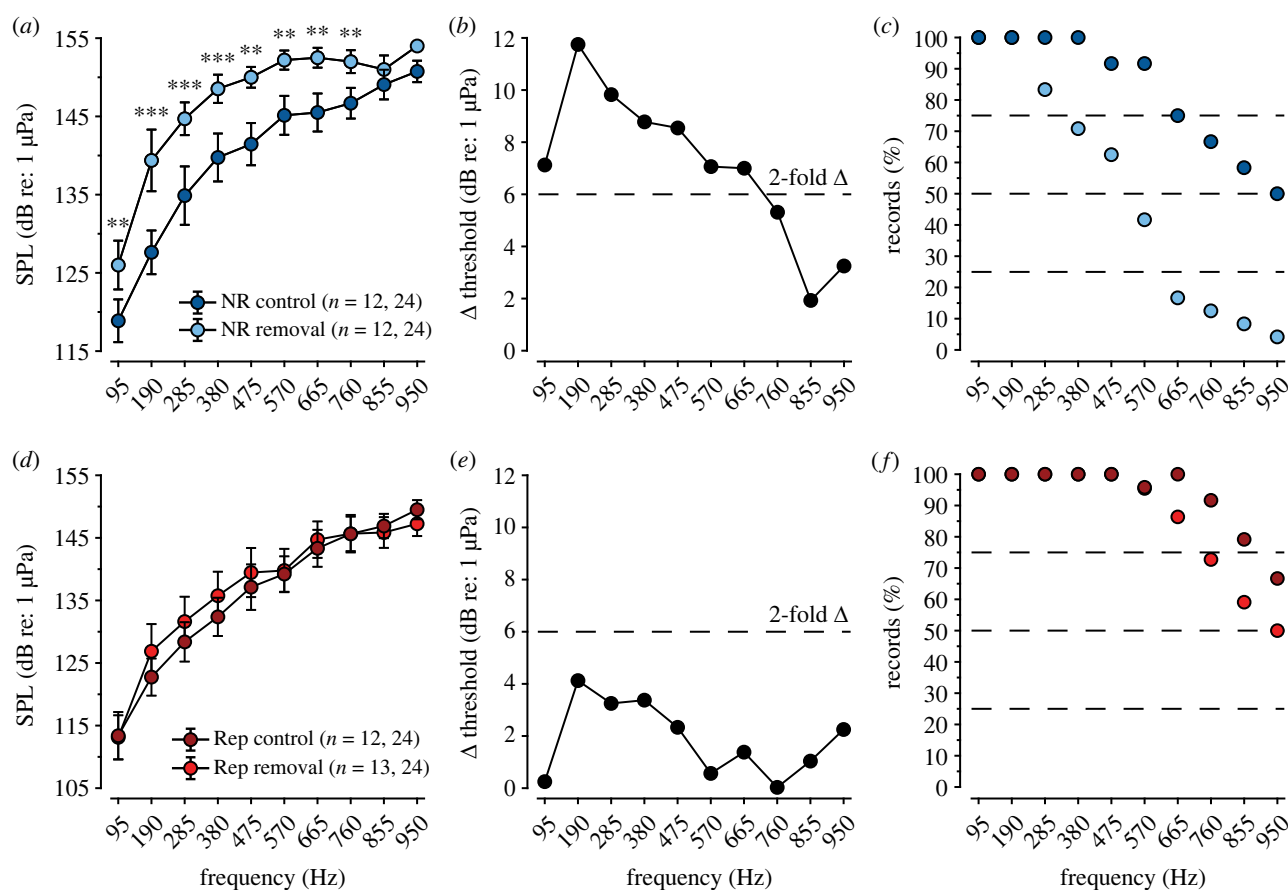 (a)
155
145
135
125
115
SPL (dB re: 1 µPa)
**
***
***
***
**
**
**
**
NR control (n = 12, 24)
NR removal (n = 12, 24)
95 190 285 380 475 570 665 760 855 950
(b)
12
10
8
6
4
2
0
Δ threshold (dB re: 1 µPa)
2-fold Δ
95 190 285 380 475 570 665 760 855 950
(c)
100
90
80
70
60
50
40
30
20
10
0
records (%)
95 190 285 380 475 570 665 760 855 950
(d)
155
145
135
125
115
105
SPL (dB re: 1 µPa)
Rep control (n = 12, 24)
Rep removal (n = 13, 24)
95 190 285 380 475 570 665 760 855 950
frequency (Hz)
(e)
12
10
8
6
4
2
0
Δ threshold (dB re: 1 µPa)
2-fold Δ
95 190 285 380 475 570 665 760 855 950
frequency (Hz)
(f)
100
90
80
70
60
50
40
30
20
10
0
records (%)
95 190 285 380 475 570 665 760 855 950
frequency (Hz)